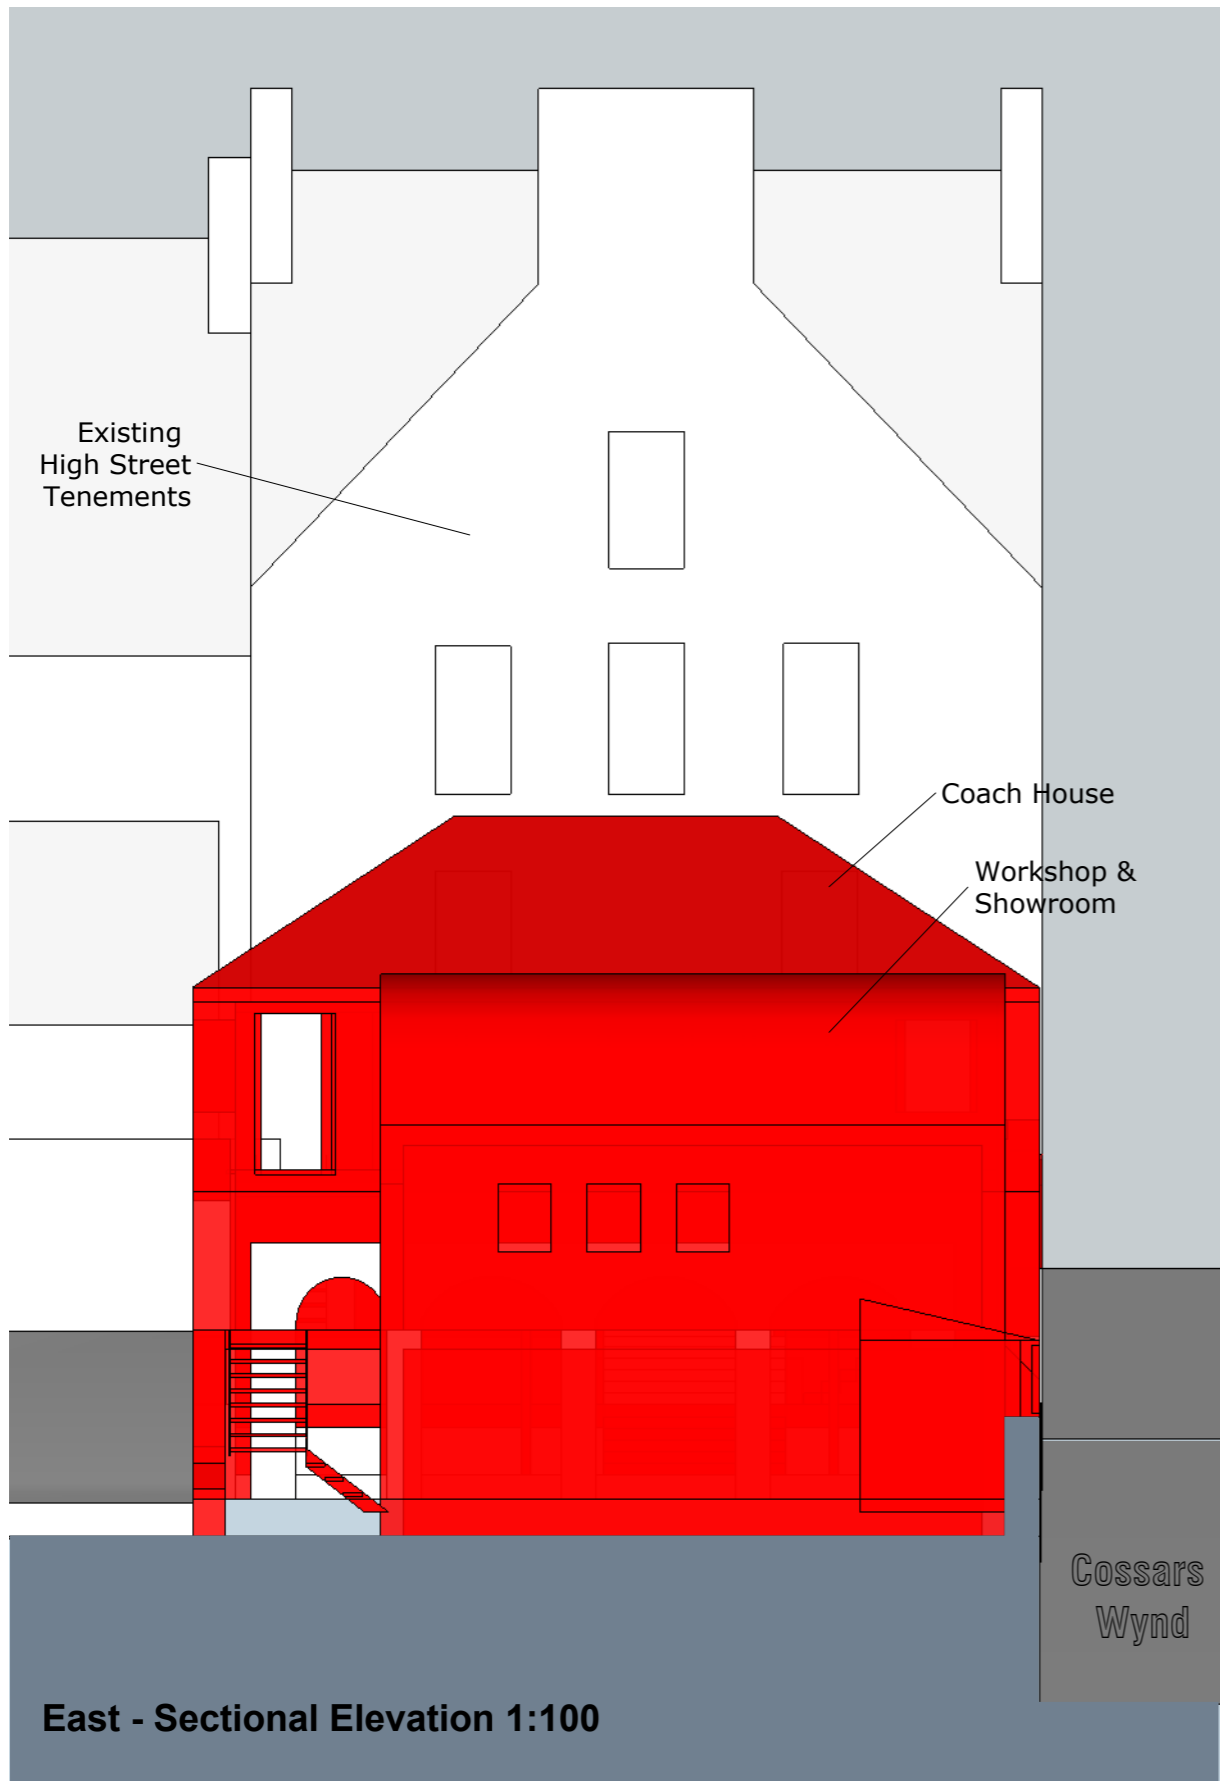 Existing
High Street
Tenements
Coach House
Workshop &
Showroom
Cossars
Wynd
East - Sectional Elevation 1:100